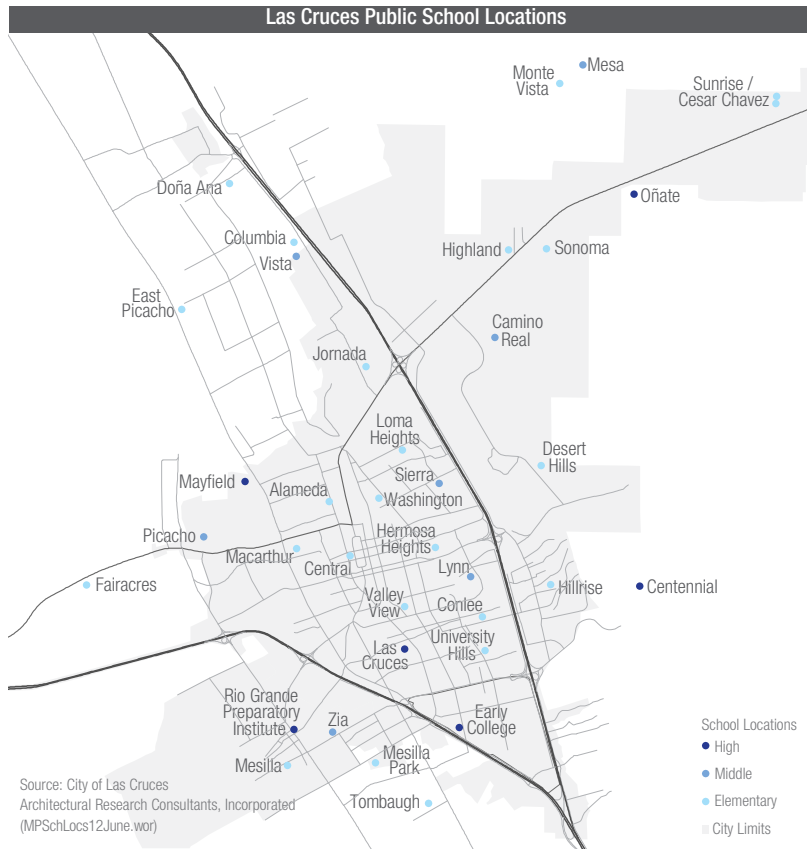 Las Cruces Public School Locations
Mesa
Monte
Vista
Sunrise /
Cesar Chavez
Doña Ana
Oñate
Columbia
Vista
Highland
Sonoma
East
Picacho
Camino
Real
Jornada
Loma
Heights
Desert
Hills
Mayfield
Alameda
Sierra
Washington
Picacho
Macarthur
Central
Hermosa
Heights
Lynn
Fairacres
Hillrise
Centennial
Valley
View
Conlee
Las
Cruces
University
Hills
Rio Grande
Preparatory
Institute
Zia
Early
College
Mesilla
Mesilla
Park
Tombaugh
School Locations
High
Middle
Elementary
City Limits
Source: City of Las Cruces
Architectural Research Consultants, Incorporated
(MPSchLocs12June.wor)